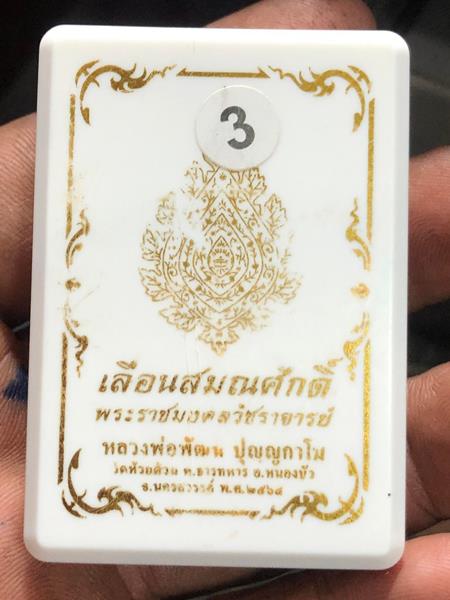 3
เลื่อนสมณศักดิ์
พระราชมงคลวัชราจารย์
หลวงพ่อพัฒน ปุญฺญกาโม
วัดห้วยด้วน ต.ธารทหาร อ.หนองบัว
จ.นครสวรรค์ พ.ศ.๒๕๖๔